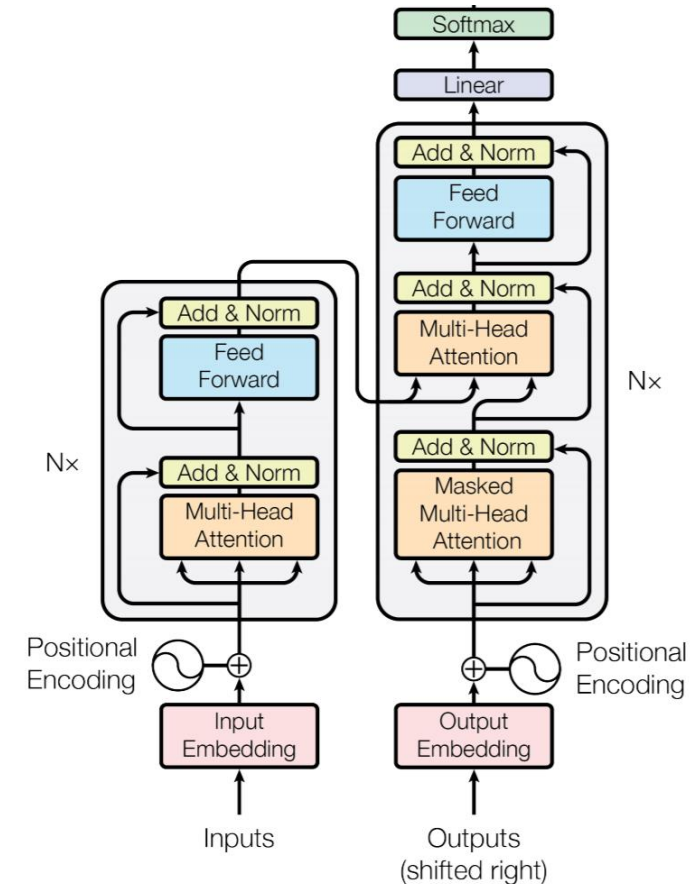 Softmax
Linear
Add & Norm
Feed
Forward
Add & Norm
Multi-Head
Attention
Add & Norm
Masked
Multi-Head
Attention
Nx
Positional
Encoding
Output
Embedding
Outputs
(shifted right)
Add & Norm
Feed
Forward
Add & Norm
Multi-Head
Attention
N×
Positional
Encoding
Input
Embedding
Inputs